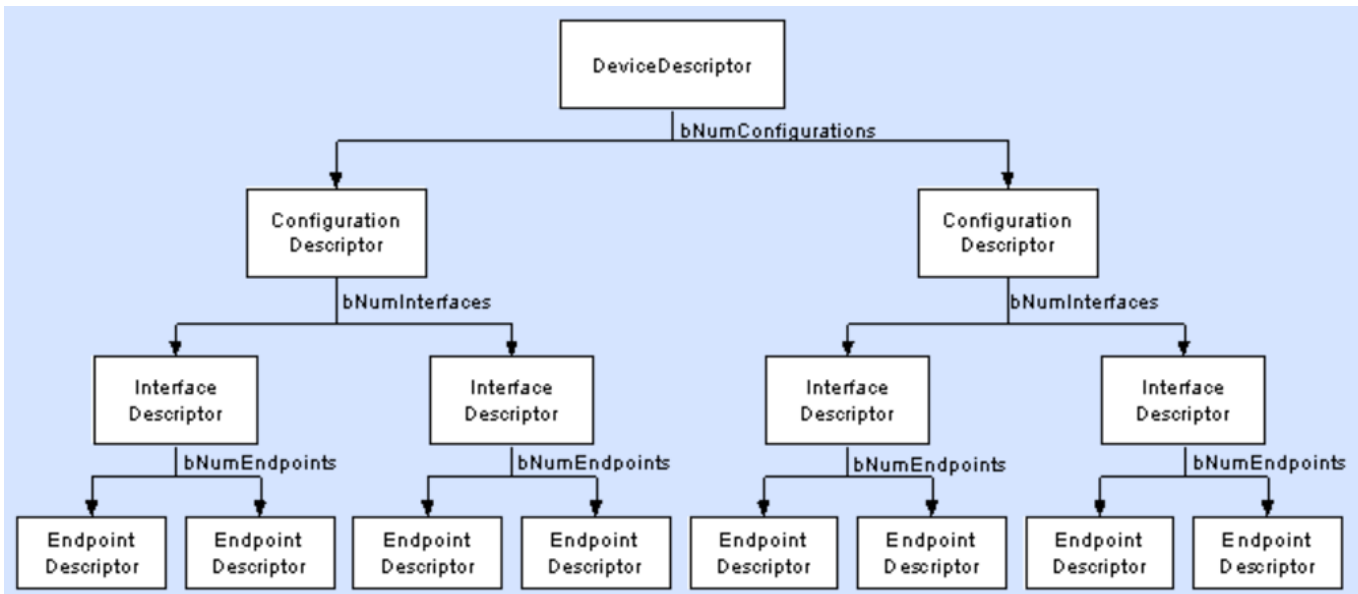 DeviceDescriptor
bNumConfigurations
Configuration
Descriptor
Configuration
Descriptor
bNumInterfaces
bNumInterfaces
Interface
Descriptor
Interface
Descriptor
Interface
Descriptor
Interface
Descriptor
bNumEndpoints
bNumEndpoints
bNumEndpoints
bNumEndpoints
Endpoint
Descriptor
Endpoint
Descriptor
Endpoint
Descriptor
Endpoint
Descriptor
Endpoint
Descriptor
Endpoint
Descriptor
Endpoint
Descriptor
Endpoint
Descriptor